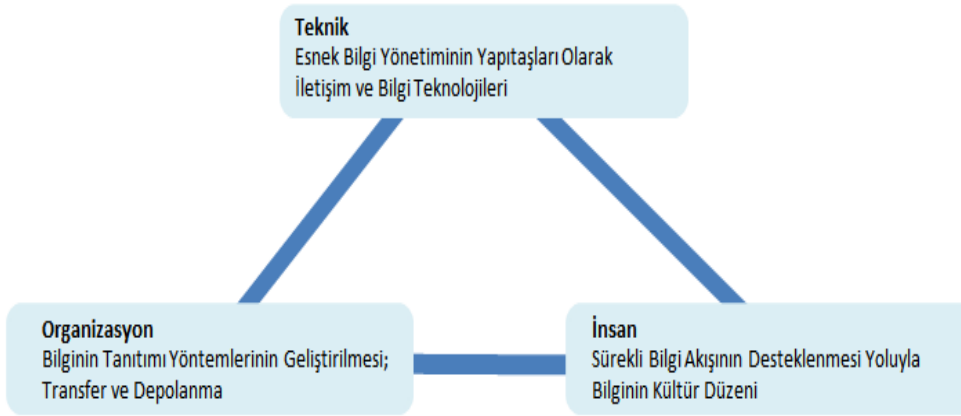 Teknik
Esnek Bilgi Yönetiminin Yapıtaşları Olarak
İletişim ve Bilgi Teknolojileri
Organizasyon
Bilginin Tanıtımı Yöntemlerinin Geliştirilmesi;
Transfer ve Depolanma
İnsan
Sürekli Bilgi Akışının Desteklenmesi Yoluyla
Bilginin Kültür Düzeni